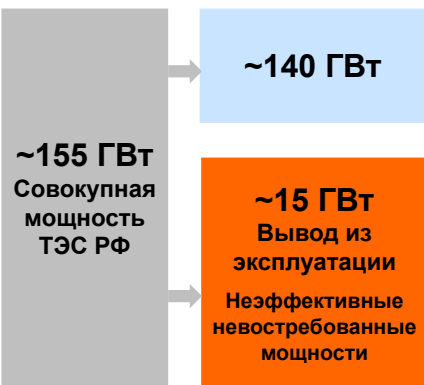 ~155 ГВт
Совокупная
мощность
ТЭС РФ
~140 ГВт
~15 ГВт
Вывод из
эксплуатации
Неэффективные
невостребованные
мощности